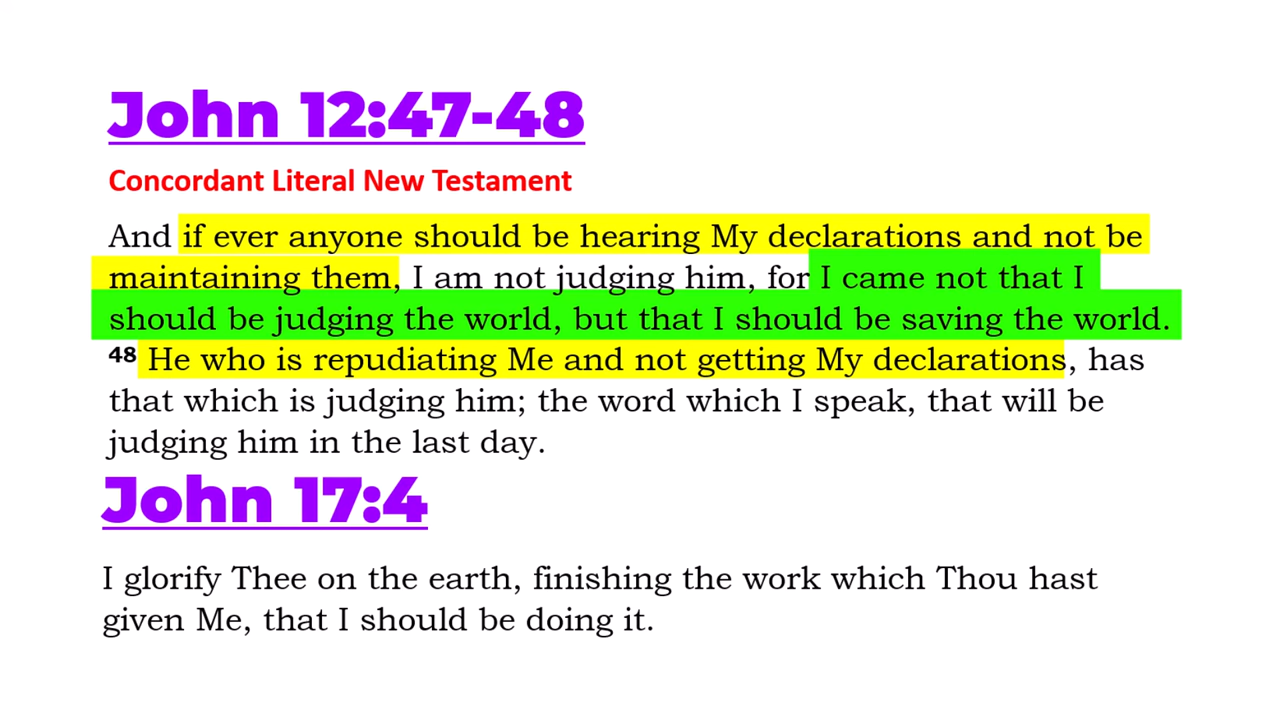 John 12:47-48
Concordant Literal New Testament
And if ever anyone should be hearing My declarations and not be
maintaining them, I am not judging him, for I came not that I
should be judging the world, but that I should be saving the world.
48 He who is repudiating Me and not getting My declarations, has
that which is judging him; the word which I speak, that will be
judging him in the last day.
John 17:4
I glorify Thee on the earth, finishing the work which Thou hast
given Me, that I should be doing it.